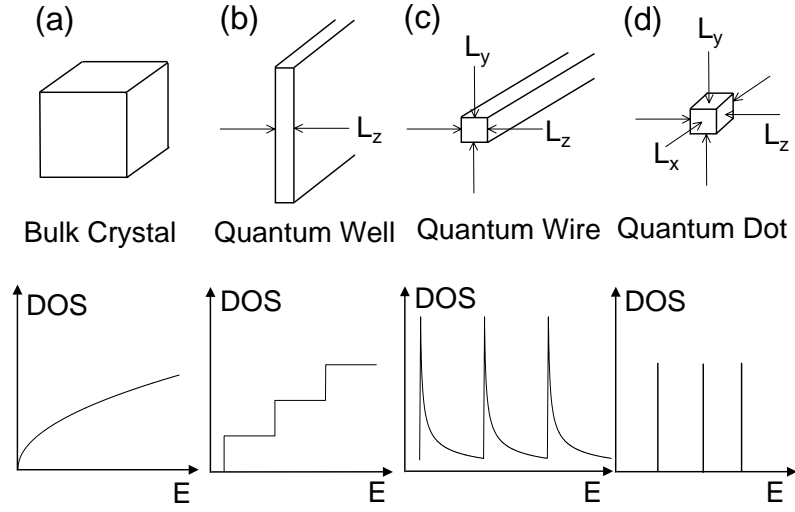 (a)
(b)
(c)
(d)
L_z
L_y
L_z
L_y
L_x
L_z
Bulk Crystal
Quantum Well
Quantum Wire
Quantum Dot
DOS
E
DOS
E
DOS
E
DOS
E